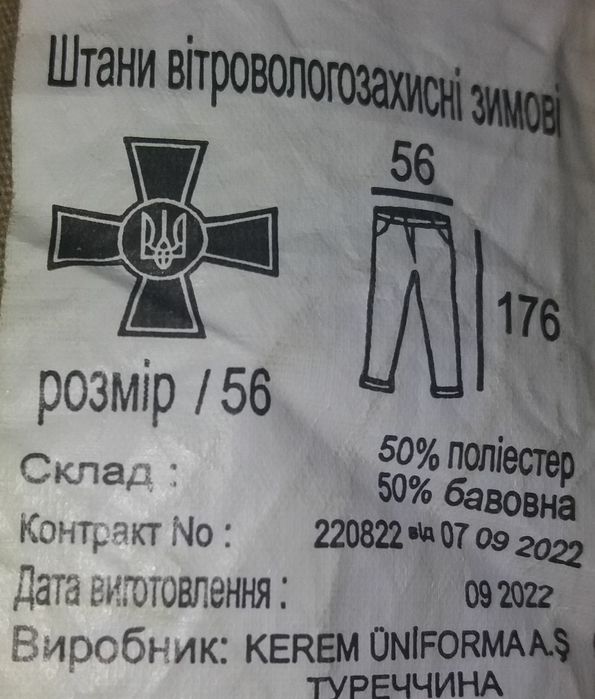 Штани вітровологозахисні зимові
56
176
розмір / 56
Склад : 50% поліестер
50% бавовна
Контракт No : 220822 від 07 09 2022
Дата виготовлення : 09 2022
Виробник: KEREM ÜNİFORMA A.Ş
ТУРЕЧЧИНА